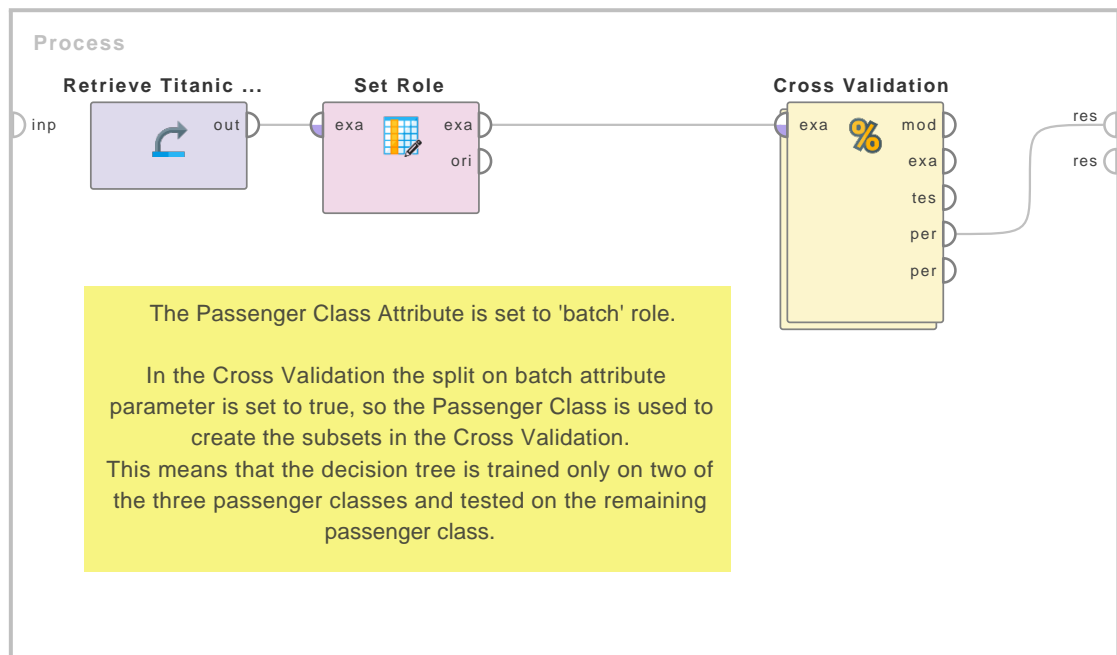 Process
Retrieve Titanic ...
Set Role
Cross Validation
inp
out
exa
exa
ori
exa
mod
exa
tes
per
per
res
res
The Passenger Class Attribute is set to 'batch' role.
In the Cross Validation the split on batch attribute
parameter is set to true, so the Passenger Class is used to
create the subsets in the Cross Validation.
This means that the decision tree is trained only on two of
the three passenger classes and tested on the remaining
passenger class.